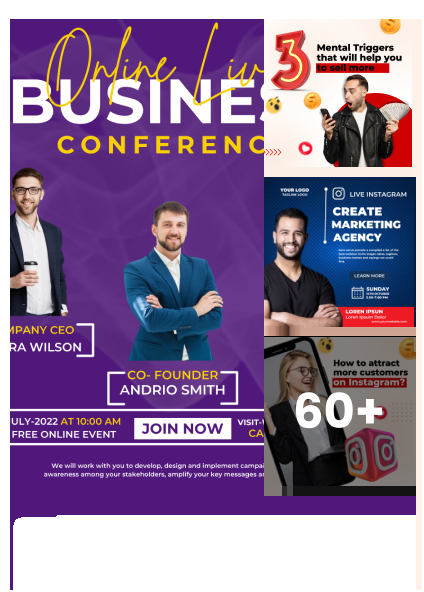 Online Liv
BUSINES
CONFERENC
MPANY CEO
RA WILSON
CO- FOUNDER
ANDRIO SMITH
ULY-2022 AT 10:00 AM
FREE ONLINE EVENT
JOIN NOW
VISIT-
CA
We will work with you to develop, design and implement campai
awareness among your stakeholders, amplify your key messages a
3
Mental Triggers
that will help you
to sell more
YOUR LOGO
TAGLINE LOGO
LIVE INSTAGRAM
CREATE
MARKETING
AGENCY
LEARN MORE
SUNDAY
LOREM IPSUN
Lorem Ipsum Dolor
How to attract
more customers
on Instagram?
60+